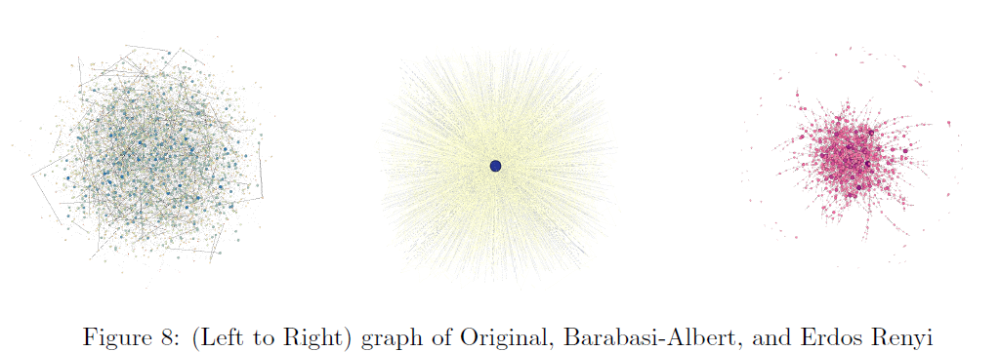 Figure 8: (Left to Right) graph of Original, Barabasi-Albert, and Erdos Renyi